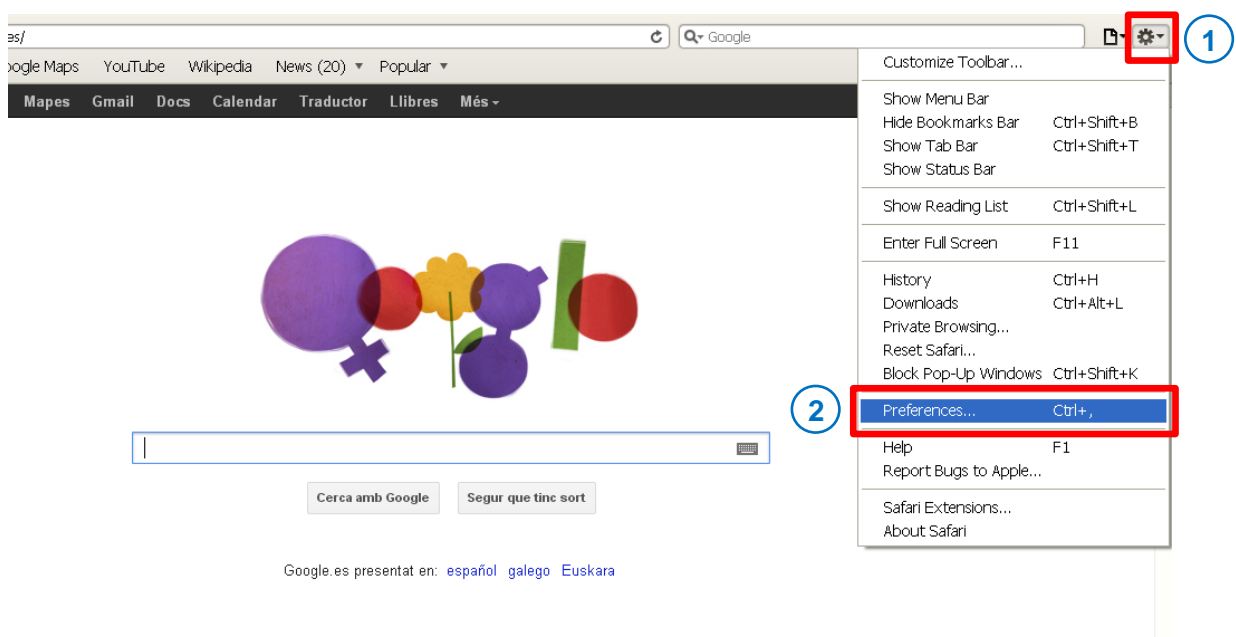 es/ Google 1
oogle Maps YouTube Wikipedia News (20) ▾ Popular ▾
Mapes Gmail Docs Calendar Traductor Llibres Més
Customize Toolbar...
Show Menu Bar
Hide Bookmarks Bar Ctrl+Shift+B
Show Tab Bar Ctrl+Shift+T
Show Status Bar
Show Reading List Ctrl+Shift+L
Enter Full Screen F11
History Ctrl+H
Downloads Ctrl+Alt+L
Private Browsing...
Reset Safari...
Block Pop-Up Windows Ctrl+Shift+K
2 Preferences... Ctrl+,
Help F1
Report Bugs to Apple...
Safari Extensions...
About Safari
Cerca amb Google Segur que tinc sort
Google.es presentat en: español galego Euskara